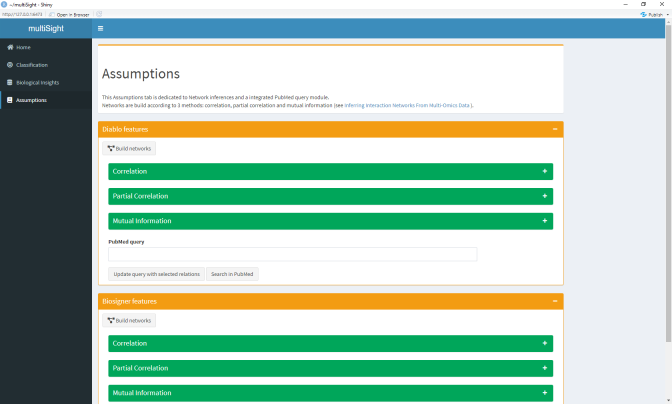 ~/multiSight - Shiny
http://127.0.0.1:6473
Open in Browser
Publish
multiSight
Home
Classification
Biological Insights
Assumptions
Assumptions
This Assumptions tab is dedicated to Network inferences and a integrated PubMed query module.
Networks are build according to 3 methods: correlation, partial correlation and mutual information (see Inferring Interaction Networks From Multi-Omics Data ).
Diablo features
Build networks
Correlation
Partial Correlation
Mutual Information
PubMed query
Update query with selected relations
Search in PubMed
Biosigner features
Build networks
Correlation
Partial Correlation
Mutual Information